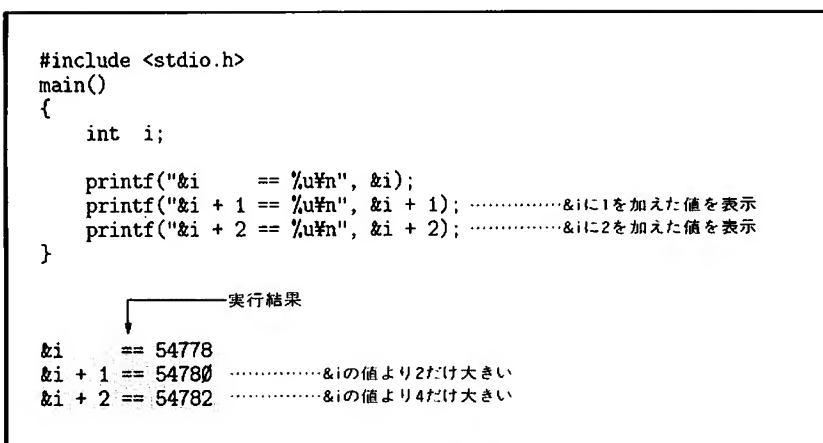 #include <stdio.h>
main()
{
    int  i;
    printf("&i      == %u¥n", &i);
    printf("&i + 1 == %u¥n", &i + 1); ……………&iに1を加えた値を表示
    printf("&i + 2 == %u¥n", &i + 2); ……………&iに2を加えた値を表示
}
実行結果
&i      == 54778
&i + 1 == 54780 ……………&iの値より2だけ大きい
&i + 2 == 54782 ……………&iの値より4だけ大きい